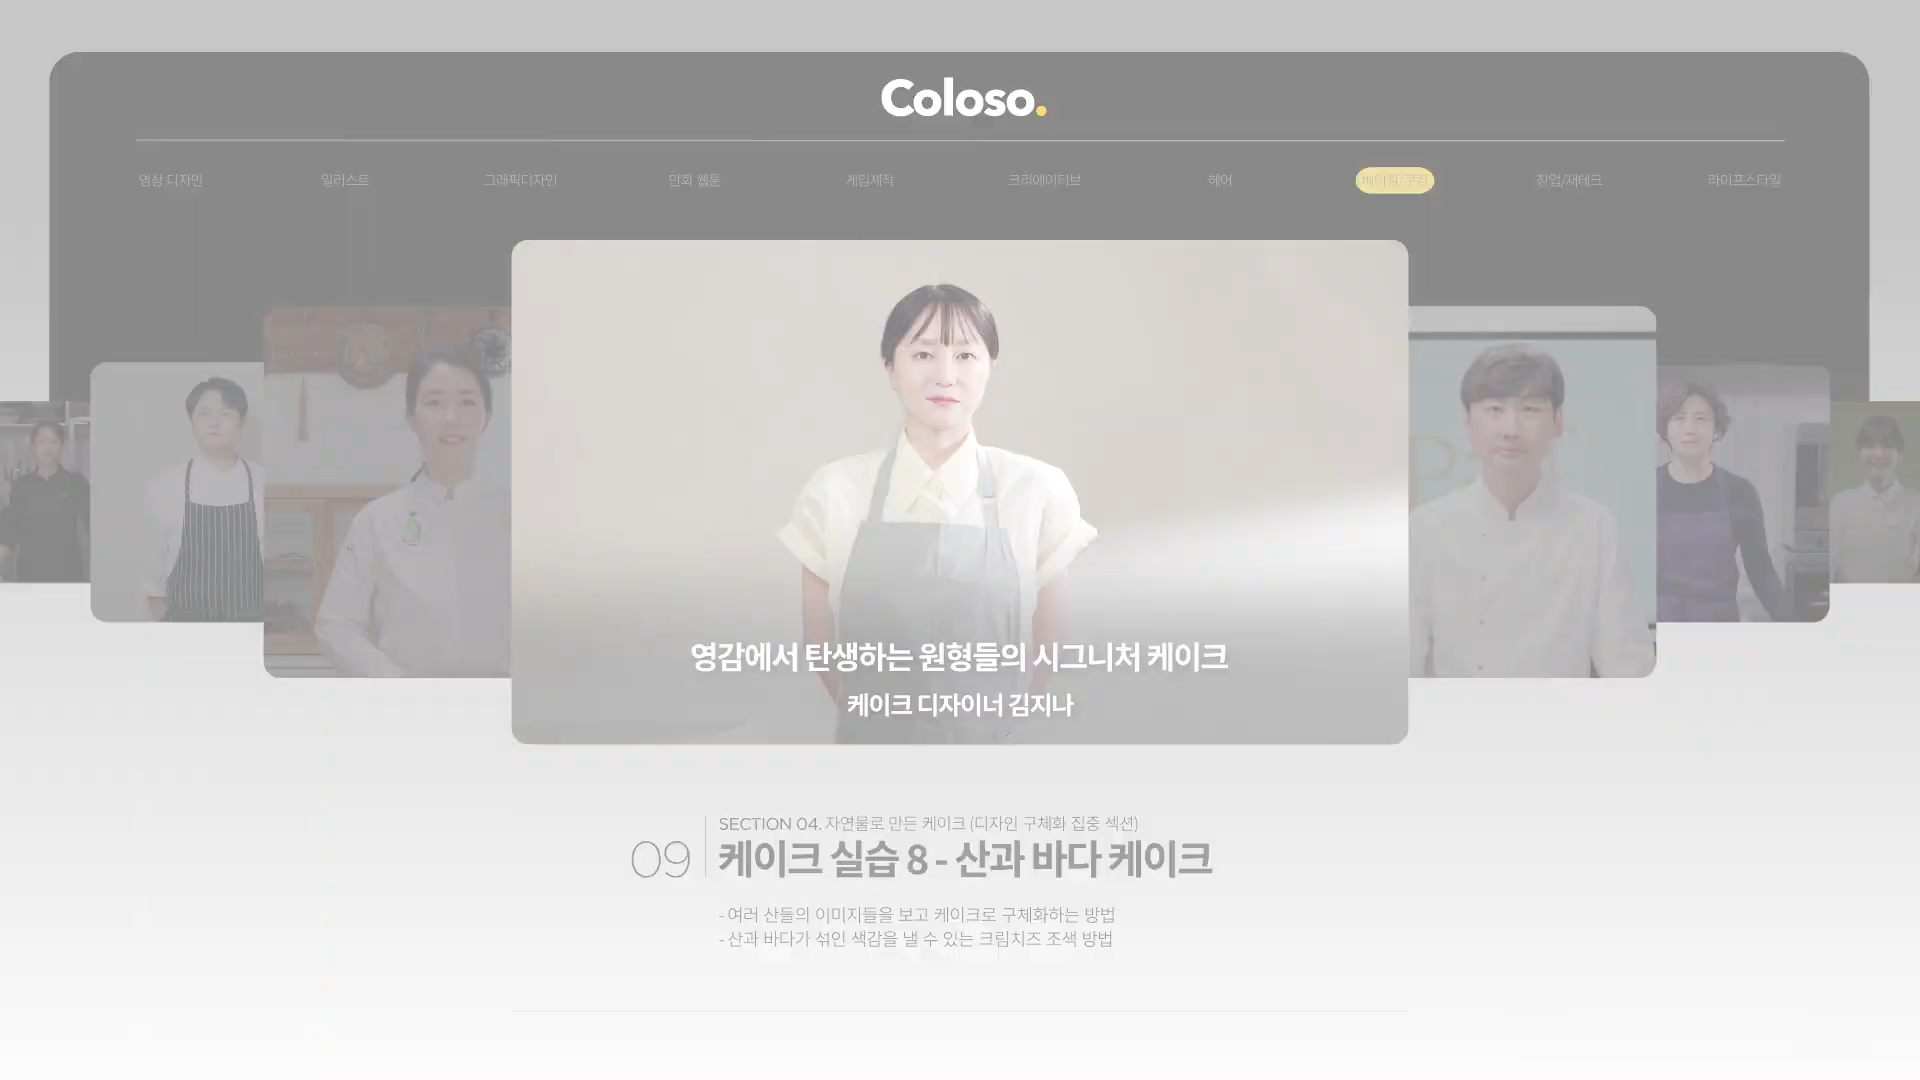 Coloso.
영상 디자인
일러스트
그래픽디자인
만화 웹툰
게임제작
크리에이티브
헤어
베이킹/쿠킹
창업/재테크
라이프스타일
영감에서 탄생하는 원형들의 시그니처 케이크
케이크 디자이너 김지나
SECTION 04. 자연물로 만든 케이크 (디자인 구체화 집중 섹션)
09 케이크 실습 8 - 산과 바다 케이크
- 여러 산들의 이미지들을 보고 케이크로 구체화하는 방법
- 산과 바다가 섞인 색감을 낼 수 있는 크림치즈 조색 방법